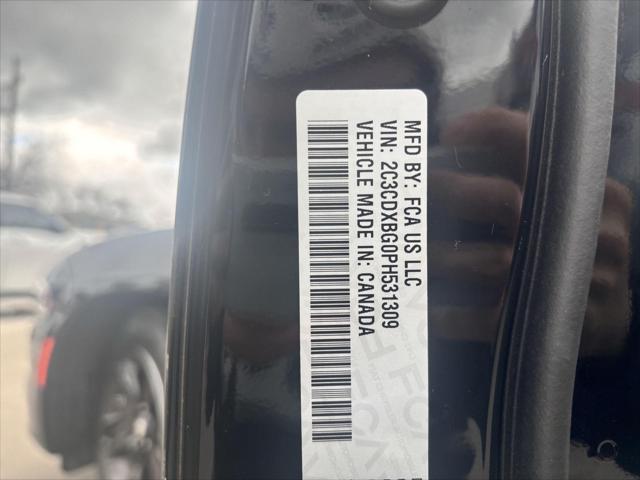 MFD BY: FCA US LLC
VIN: 2C3CDXBG0PH531309
VEHICLE MADE IN: CANADA